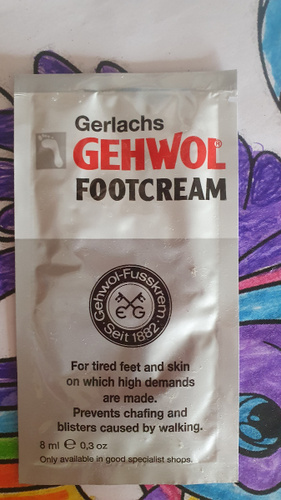 Gerlachs
GEHWOL®
FOOTCREAM
Gehwol-Fusskrem
EG
Seit 1882
For tired feet and skin
on which high demands
are made.
Prevents chafing and
blisters caused by walking.
8 ml e 0,3 oz
Only available in good specialist shops.